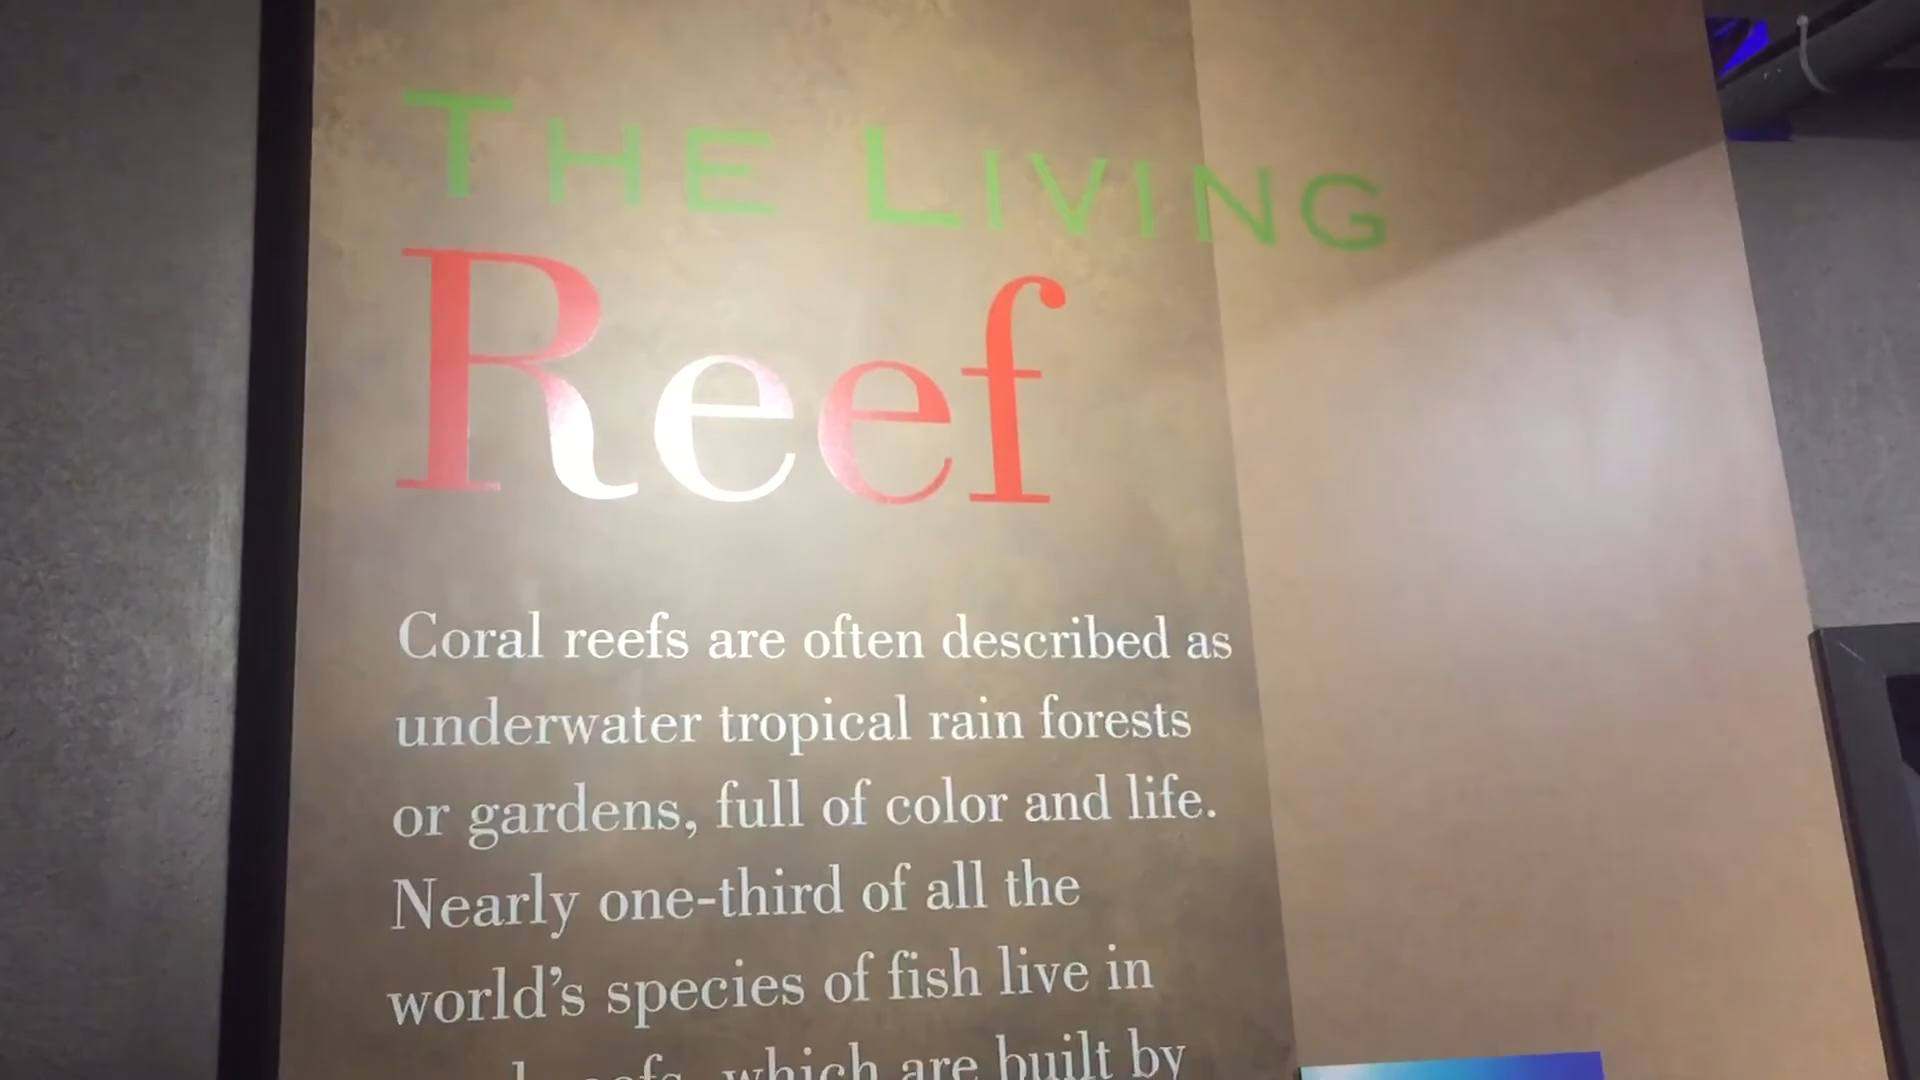 THE LIVING
Reef
Coral reefs are often described as
underwater tropical rain forests
or gardens, full of color and life.
Nearly one-third of all the
world's species of fish live in
which are built by